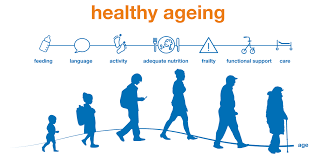 healthy ageing
feeding
language
activity
adequate nutrition
frailty
functional support
care
age